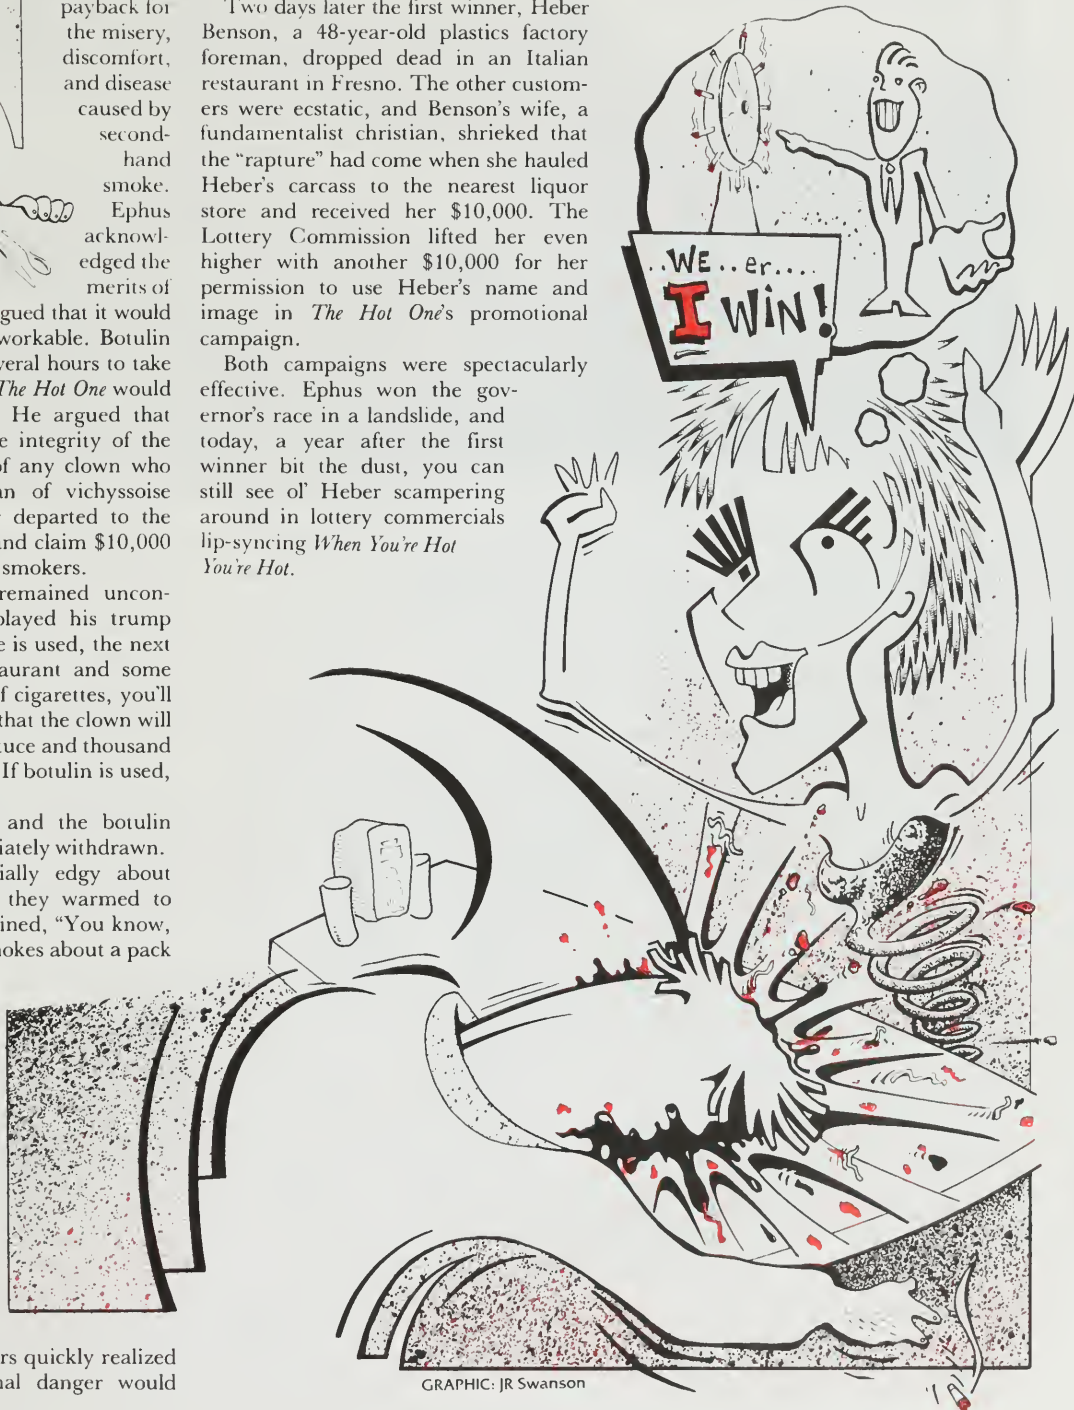 payback for
the misery,
discomfort,
and disease
caused by
second-
hand
smoke.
Ephus
acknowl-
edged the
merits of
gued that it would
workable. Botulin
veral hours to take
The Hot One would
He argued that
e integrity of the
of any clown who
an of vichyssoise
departed to the
and claim $10,000
smokers.
remained uncon-
played his trump
e is used, the next
aurant and some
f cigarettes, you'll
that the clown will
uce and thousand
If botulin is used,
and the botulin
iately withdrawn.
ially edgy about
they warmed to
ined, "You know,
nokes about a pack
rs quickly realized
nal danger would
Two days later the first winner, Heber
Benson, a 48-year-old plastics factory
foreman, dropped dead in an Italian
restaurant in Fresno. The other custom-
ers were ecstatic, and Benson's wife, a
fundamentalist christian, shrieked that
the "rapture" had come when she hauled
Heber's carcass to the nearest liquor
store and received her $10,000. The
Lottery Commission lifted her even
higher with another $10,000 for her
permission to use Heber's name and
image in The Hot One's promotional
campaign.
Both campaigns were spectacularly
effective. Ephus won the gov-
ernor's race in a landslide, and
today, a year after the first
winner bit the dust, you can
still see ol' Heber scampering
around in lottery commercials
lip-syncing When You're Hot
You're Hot.
..WE..er....
I WIN!
GRAPHIC: JR Swanson